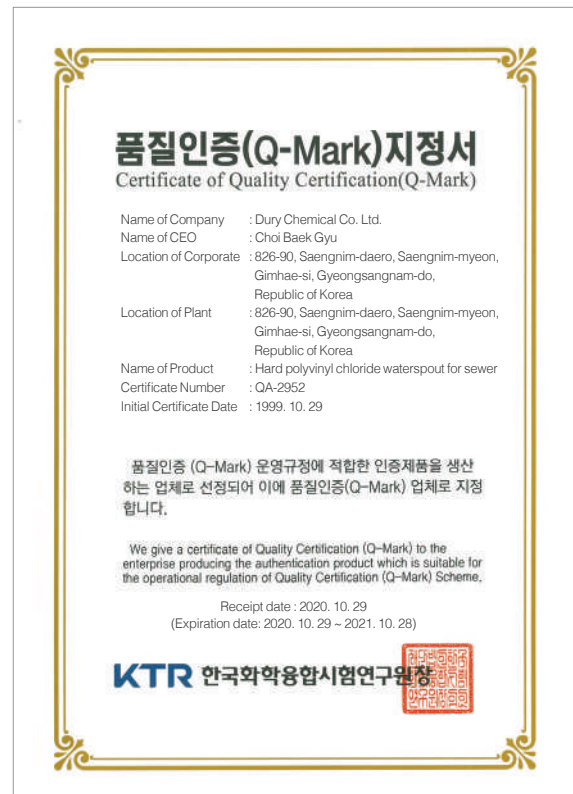 품질인증(Q-Mark)지정서
Certificate of Quality Certification(Q-Mark)
Name of Company : Dury Chemical Co. Ltd.
Name of CEO : Choi Baek Gyu
Location of Corporate : 826-90, Saengnim-daero, Saengnim-myeon,
Gimhae-si, Gyeongsangnam-do,
Republic of Korea
Location of Plant : 826-90, Saengnim-daero, Saengnim-myeon,
Gimhae-si, Gyeongsangnam-do,
Republic of Korea
Name of Product : Hard polyvinyl chloride waterspout for sewer
Certificate Number : QA-2952
Initial Certificate Date : 1999. 10. 29
품질인증 (Q-Mark) 운영규정에 적합한 인증제품을 생산
하는 업체로 선정되어 이에 품질인증(Q-Mark) 업체로 지정
합니다.
We give a certificate of Quality Certification (Q-Mark) to the
enterprise producing the authentication product which is suitable for
the operational regulation of Quality Certification (Q-Mark) Scheme.
Receipt date : 2020. 10. 29
(Expiration date: 2020. 10. 29 ~ 2021. 10. 28)
KTR 한국화학융합시험연구원장